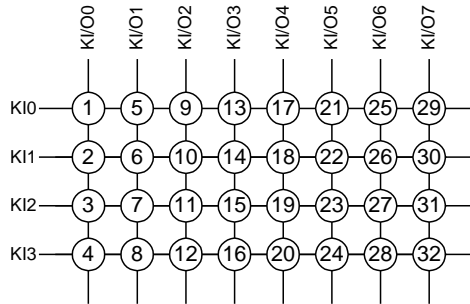 KI/O0 KI/O1 KI/O2 KI/O3 KI/O4 KI/O5 KI/O6 KI/O7
KI0 1 5 9 13 17 21 25 29
KI1 2 6 10 14 18 22 26 30
KI2 3 7 11 15 19 23 27 31
KI3 4 8 12 16 20 24 28 32